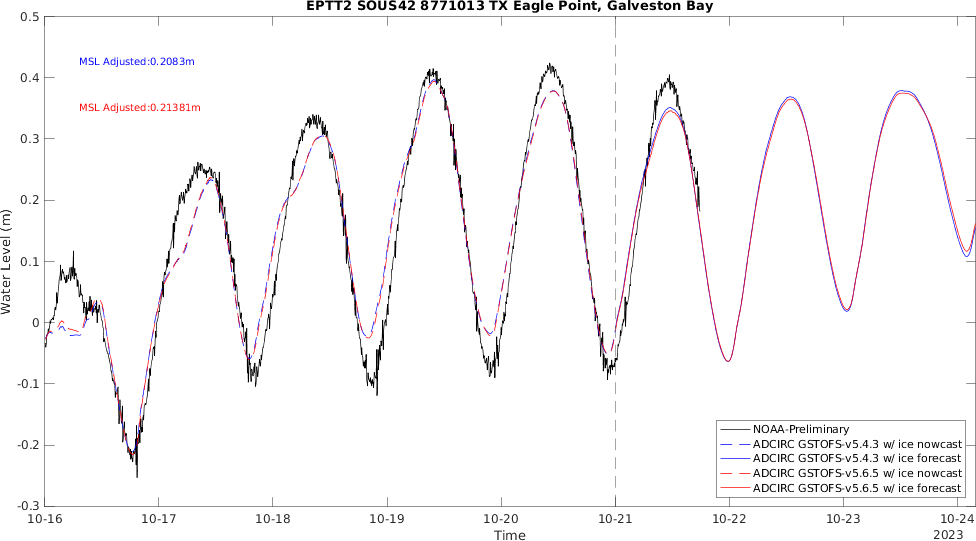 EPTT2 SOUS42 8771013 TX Eagle Point, Galveston Bay
0.5
MSL Adjusted:0.2083m
0.4
MSL Adjusted:0.21381m
0.3
0.2
Water Level (m)
0.1
0
-0.1
-0.2
-0.3
NOAA-Preliminary
ADCIRC GSTOFS-v5.4.3 w/ ice nowcast
ADCIRC GSTOFS-v5.4.3 w/ ice forecast
ADCIRC GSTOFS-v5.6.5 w/ ice nowcast
ADCIRC GSTOFS-v5.6.5 w/ ice forecast
10-16 10-17 10-18 10-19 10-20 10-21 10-22 10-23 10-24
Time
2023